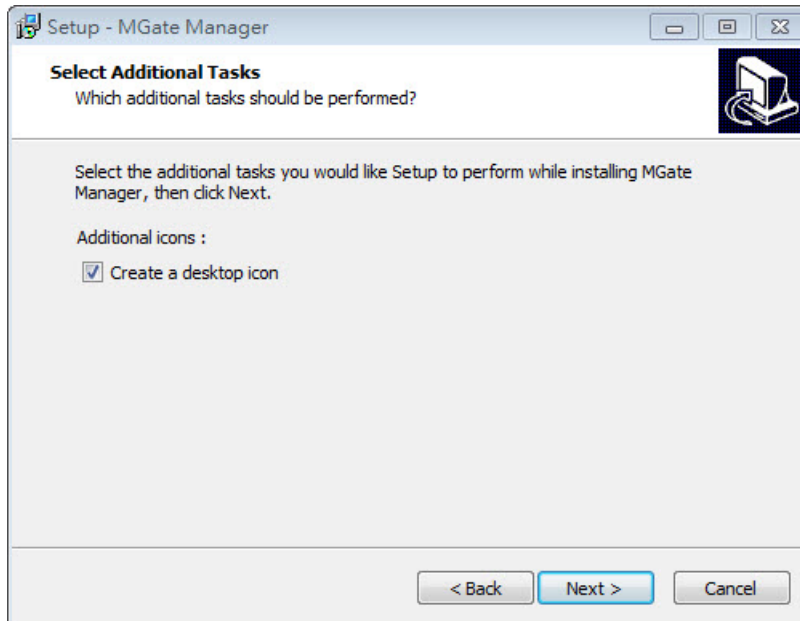 Setup - MGate Manager
Select Additional Tasks
Which additional tasks should be performed?
Select the additional tasks you would like Setup to perform while installing MGate
Manager, then click Next.
Additional icons :
Create a desktop icon
< Back
Next >
Cancel